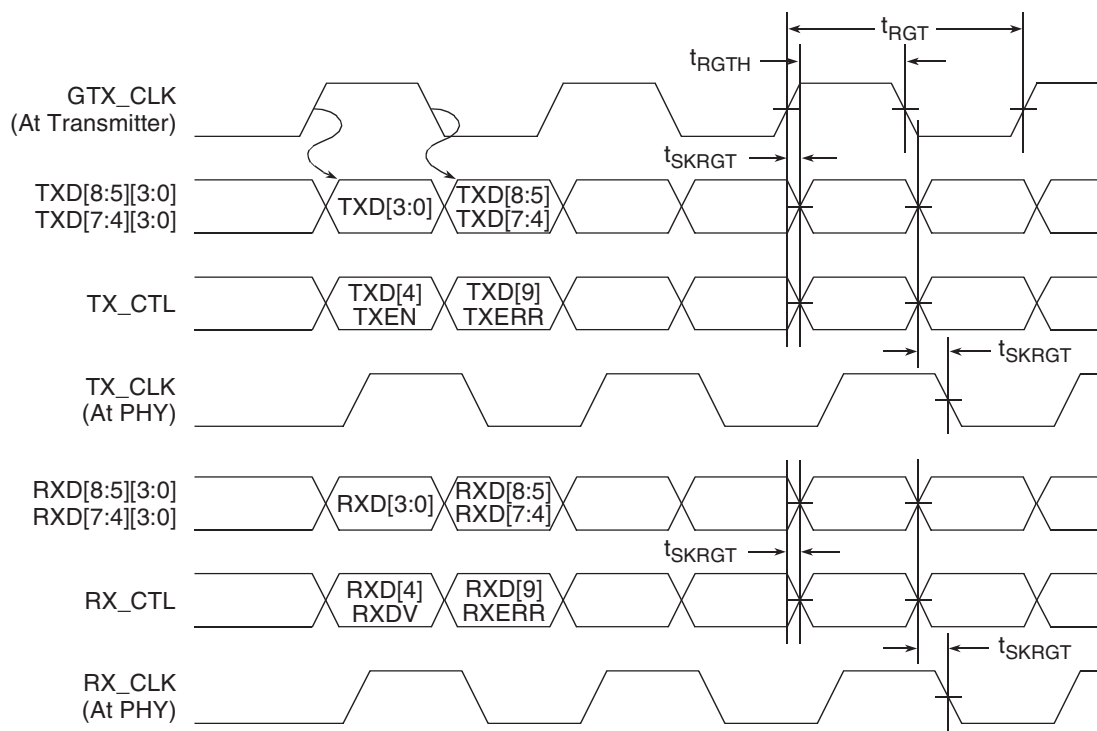 tRGT
tRGTH
GTX_CLK
(At Transmitter)
tSKRGT
TXD[8:5][3:0]
TXD[7:4][3:0]
TXD[3:0]
TXD[8:5]
TXD[7:4]
TX_CTL
TXD[4]
TXEN
TXD[9]
TXERR
tSKRGT
TX_CLK
(At PHY)
RXD[8:5][3:0]
RXD[7:4][3:0]
RXD[3:0]
RXD[8:5]
RXD[7:4]
tSKRGT
RX_CTL
RXD[4]
RXDV
RXD[9]
RXERR
tSKRGT
RX_CLK
(At PHY)